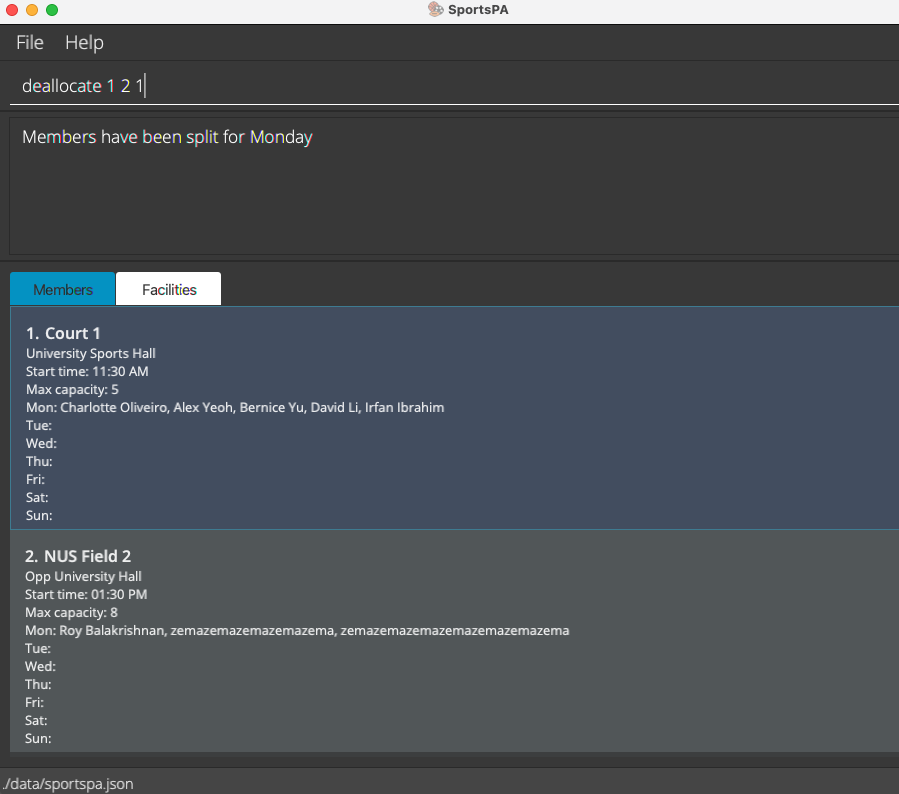 SportsPA
File Help
deallocate 1 2 1
Members have been split for Monday
Members Facilities
1. Court 1
University Sports Hall
Start time: 11:30 AM
Max capacity: 5
Mon: Charlotte Oliveiro, Alex Yeoh, Bernice Yu, David Li, Irfan Ibrahim
Tue:
Wed:
Thu:
Fri:
Sat:
Sun:
2. NUS Field 2
Opp University Hall
Start time: 01:30 PM
Max capacity: 8
Mon: Roy Balakrishnan, zemazemazemazemazema, zemazemazemazemazemazemazema
Tue:
Wed:
Thu:
Fri:
Sat:
Sun:
./data/sportspa.json